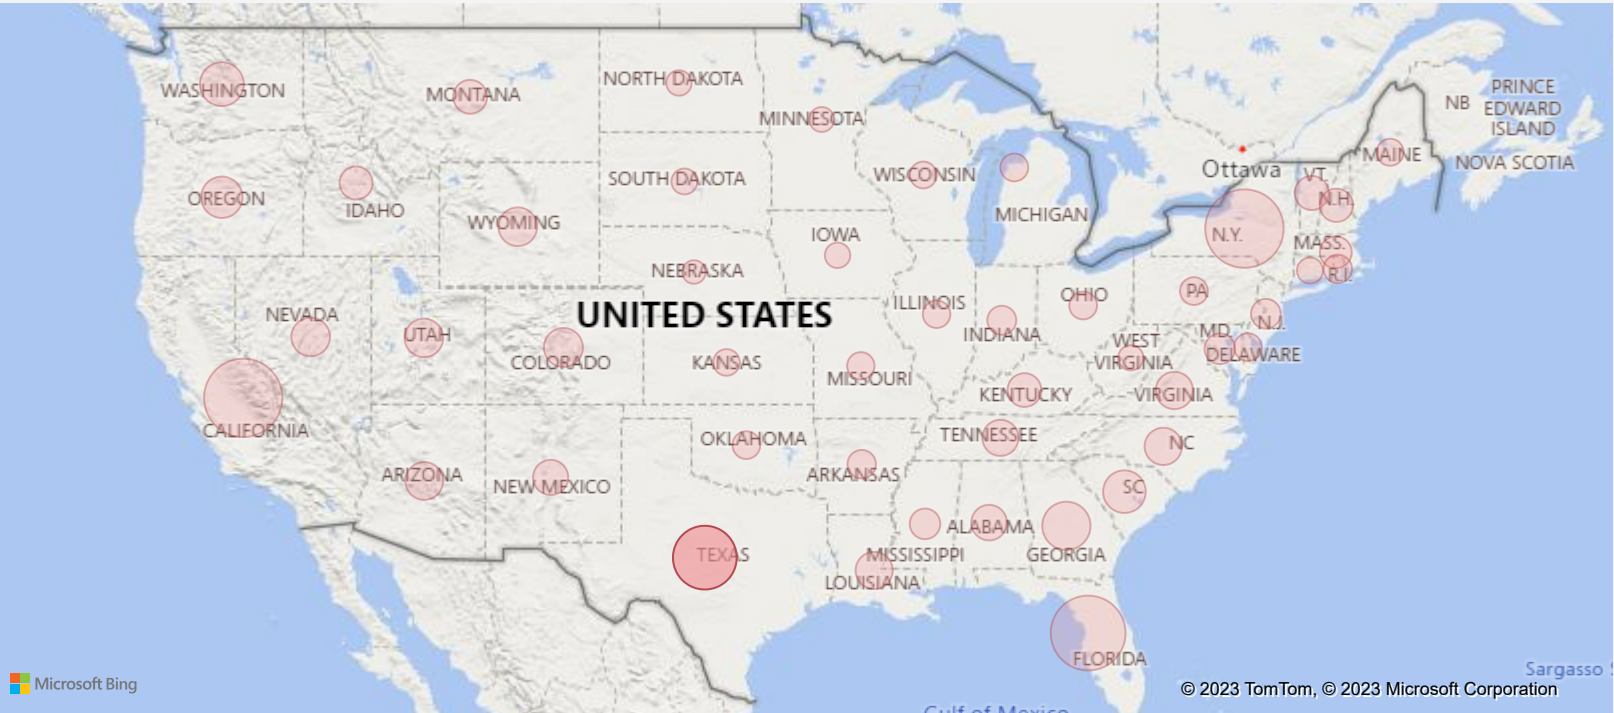 NORTH DAKOTA
WASHINGTON
MONTANA
MINNESOTA
PRINCE
EDWARD
ISLAND
NB
MAINE
NOVA SCOTIA
Ottawa
VT.
WISCONSIN
SOUTH DAKOTA
OREGON
IDAHO
N.H.
WYOMING
MICHIGAN
IOWA
N.Y.
MASS.
NEBRASKA
R.I.
PA
OHIO
ILLINOIS
NEVADA
UNITED STATES
N.J.
UTAH
INDIANA
MD.
WEST
VIRGINIA
DELAWARE
COLORADO
KANSAS
MISSOURI
KENTUCKY
VIRGINIA
CALIFORNIA
OKLAHOMA
TENNESSEE
NC
ARIZONA
NEW MEXICO
ARKANSAS
SC
ALABAMA
TEXAS
MISSISSIPPI
GEORGIA
LOUISIANA
FLORIDA
Sargasso
Microsoft Bing
© 2023 TomTom, © 2023 Microsoft Corporation
Gulf of Mexico